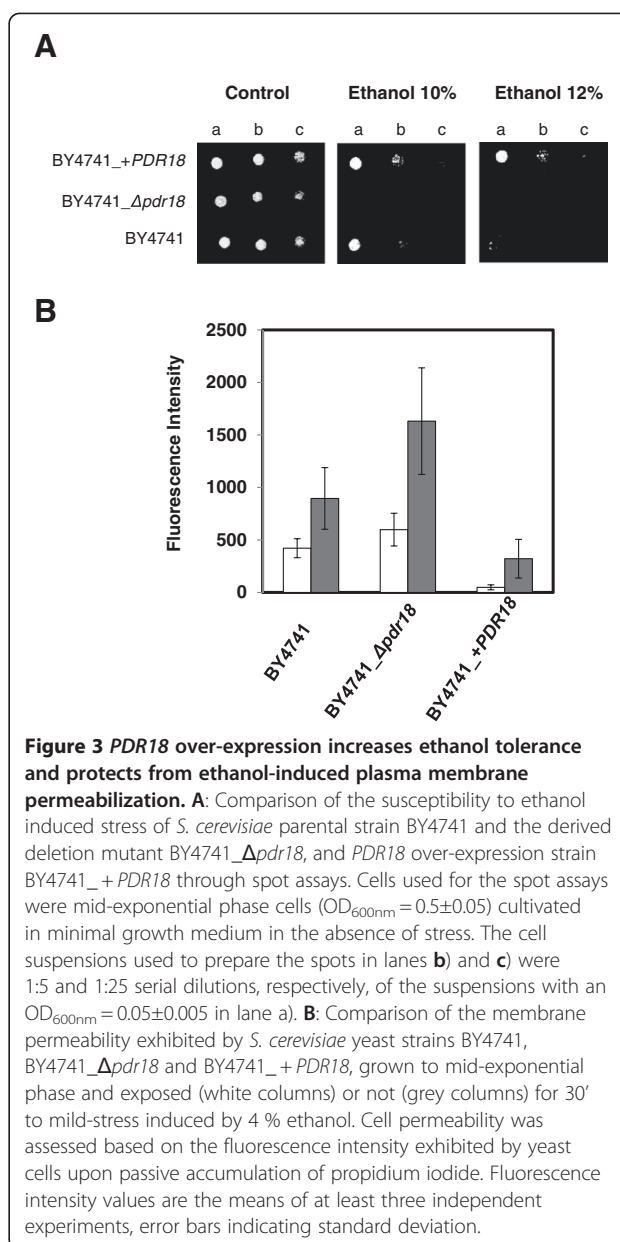 A
Control Ethanol 10% Ethanol 12%
a b c a b c a b c
BY4741_+PDR18
BY4741_Δpdr18
BY4741
B
2500
2000
1500
1000
500
0
Fluorescence Intensity
BY4741
BY4741_Δpdr18
BY4741_+PDR18
Figure 3 PDR18 over-expression increases ethanol tolerance
and protects from ethanol-induced plasma membrane
permeabilization. A: Comparison of the susceptibility to ethanol
induced stress of S. cerevisiae parental strain BY4741 and the derived
deletion mutant BY4741_Δpdr18, and PDR18 over-expression strain
BY4741_ + PDR18 through spot assays. Cells used for the spot assays
were mid-exponential phase cells (OD600nm = 0.5±0.05) cultivated
in minimal growth medium in the absence of stress. The cell
suspensions used to prepare the spots in lanes b) and c) were
1:5 and 1:25 serial dilutions, respectively, of the suspensions with an
OD600nm = 0.05±0.005 in lane a). B: Comparison of the membrane
permeability exhibited by S. cerevisiae yeast strains BY4741,
BY4741_Δpdr18 and BY4741_ + PDR18, grown to mid-exponential
phase and exposed (white columns) or not (grey columns) for 30′
to mild-stress induced by 4 % ethanol. Cell permeability was
assessed based on the fluorescence intensity exhibited by yeast
cells upon passive accumulation of propidium iodide. Fluorescence
intensity values are the means of at least three independent
experiments, error bars indicating standard deviation.